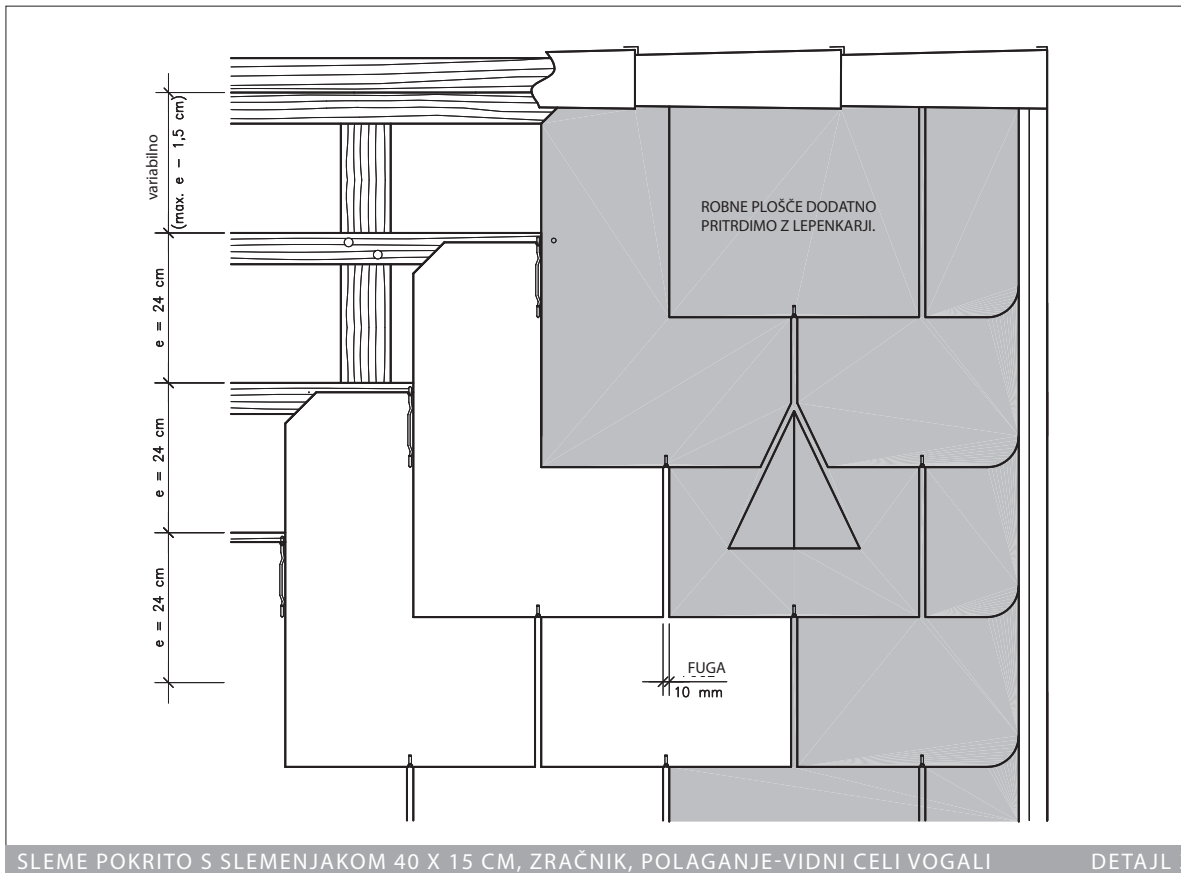 variabilno
(max. e – 1,5 cm)
e = 24 cm
e = 24 cm
e = 24 cm
ROBNE PLOŠČE DODATNO
PRITRDIMO Z LEPENKARJI.
FUGA
10 mm
SLEME POKRITO S SLEMENJAKOM 40 X 15 CM, ZRAČNIK, POLAGANJE-VIDNI CELI VOGALI
DETAJL